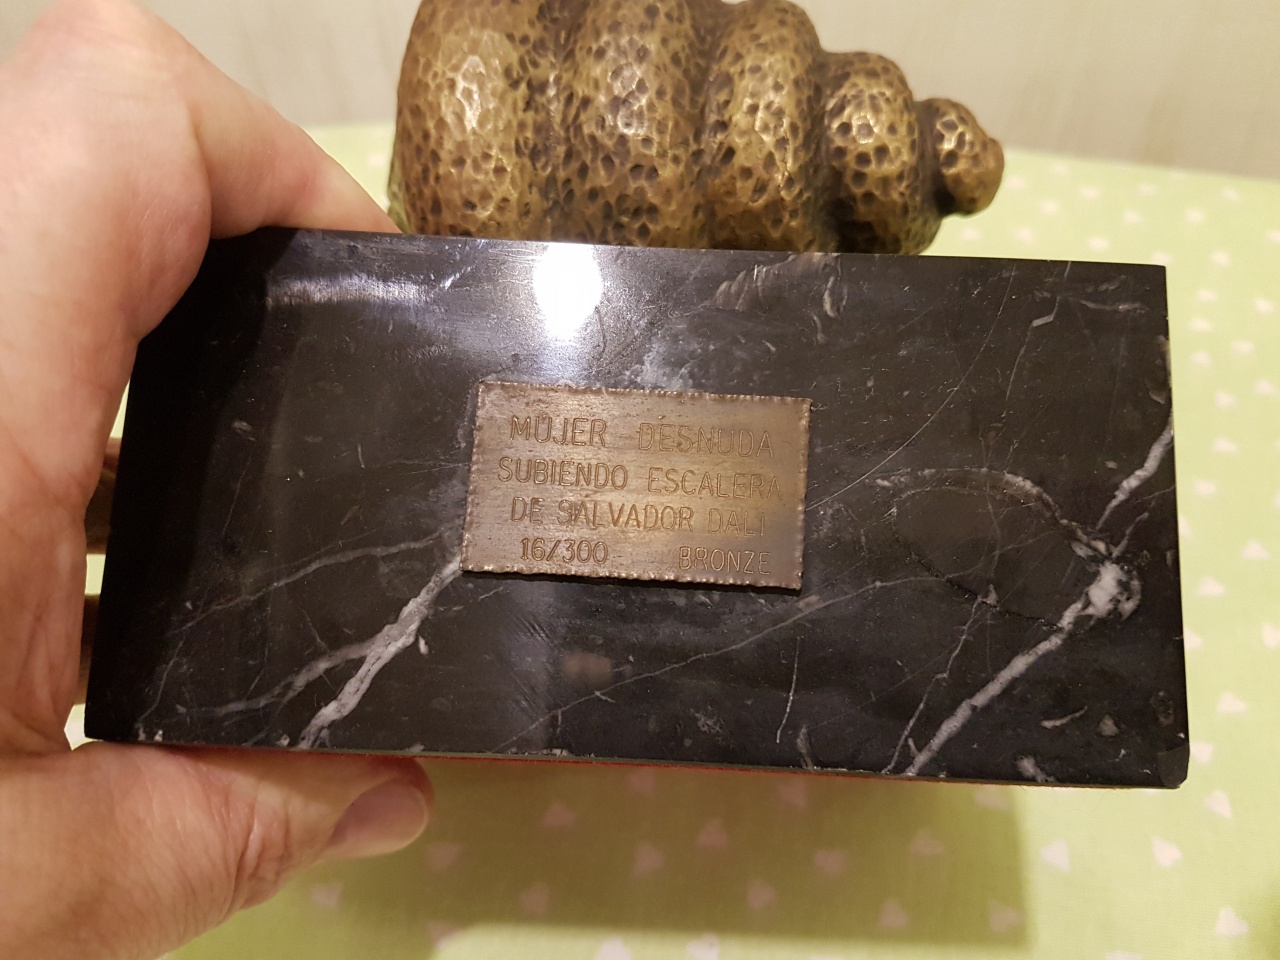 MUJER DESNUDA
SUBIENDO ESCALERA
DE SALVADOR DALI
16/300 BRONZE